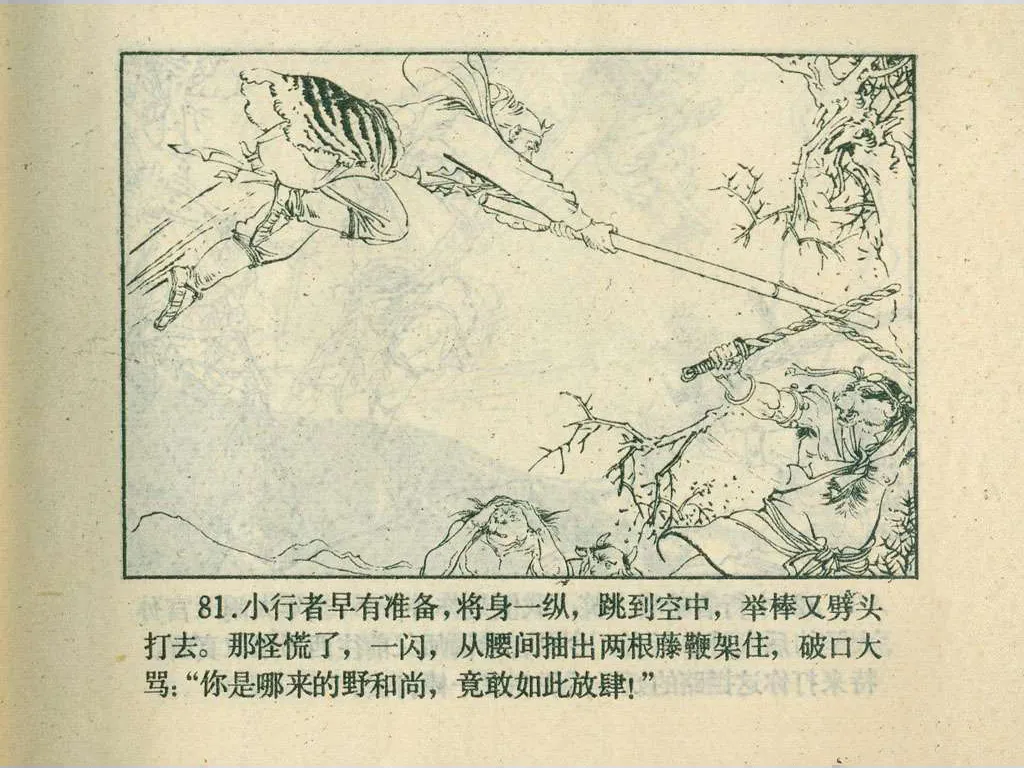 81.小行者早有准备，将身一纵，跳到空中，举棒又劈头
打去。那怪慌了，一闪，从腰间抽出两根藤鞭架住，破口大
骂：“你是哪来的野和尚，竟敢如此放肆！”